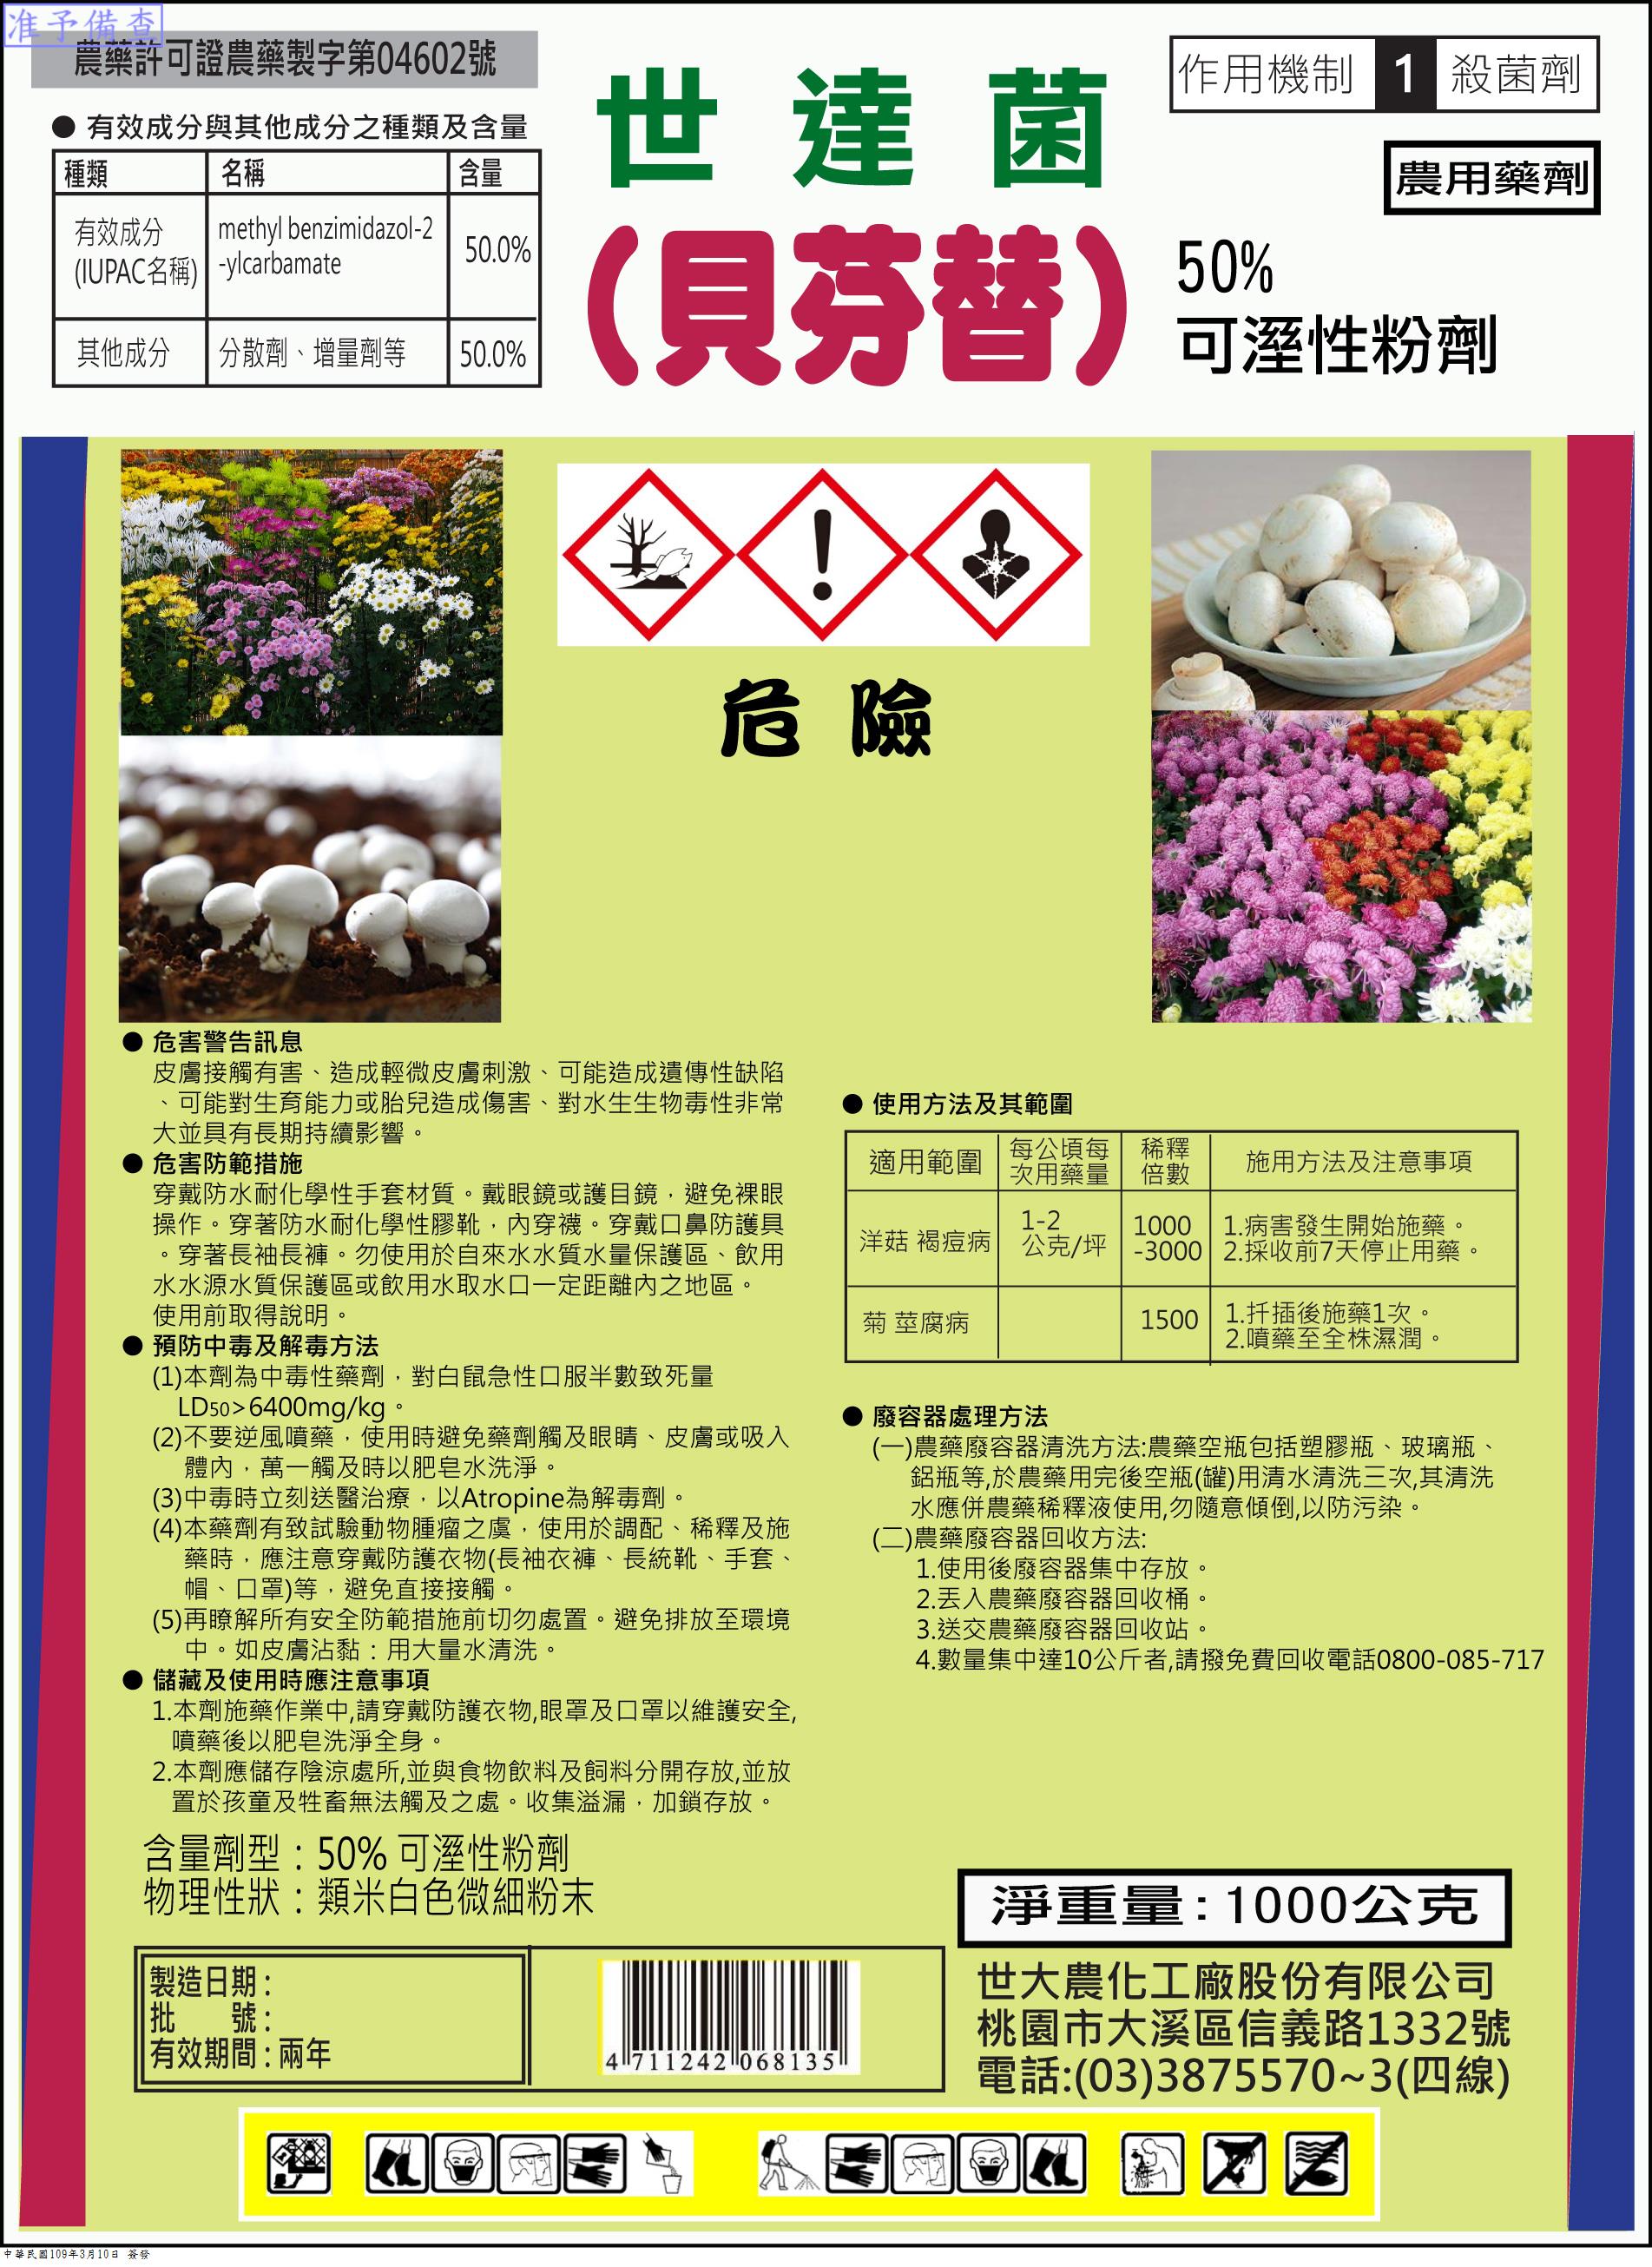 准予備查
農藥許可證農藥製字第04602號
● 有效成分與其他成分之種類及含量
種類 名稱 含量
有效成分 (IUPAC名稱) methyl benzimidazol-2 50.0%
-ylcarbamate
其他成分 分散劑、增量劑等 50.0%
世達菌
(貝芬替)
作用機制 1 殺菌劑
農用藥劑
50%
可溼性粉劑
危險
● 危害警告訊息
皮膚接觸有害、造成輕微皮膚刺激、可能造成遺傳性缺陷
、可能對生育能力或胎兒造成傷害、對水生生物毒性非常
大並具有長期持續影響。
● 危害防範措施
穿戴防水耐化學性手套材質。戴眼鏡或護目鏡，避免裸眼
操作。穿著防水耐化學性膠靴，內穿襪。穿戴口鼻防護具
。穿著長袖長褲。勿使用於自來水水質水量保護區、飲用
水水源水質保護區或飲用水取水口一定距離內之地區。
使用前取得說明。
● 預防中毒及解毒方法
(1)本劑為中毒性藥劑，對白鼠急性口服半數致死量
LD50>6400mg/kg。
(2)不要逆風噴藥，使用時避免藥劑觸及眼睛、皮膚或吸入
體內，萬一觸及時以肥皂水洗淨。
(3)中毒時立刻送醫治療，以Atropine為解毒劑。
(4)本藥劑有致試驗動物腫瘤之虞，使用於調配、稀釋及施
藥時，應注意穿戴防護衣物(長袖衣褲、長統靴、手套、
帽、口罩)等，避免直接接觸。
(5)再瞭解所有安全防範措施前切勿處置。避免排放至環境
中。如皮膚沾黏：用大量水清洗。
● 儲藏及使用時應注意事項
1.本劑施藥作業中,請穿戴防護衣物,眼罩及口罩以維護安全,
噴藥後以肥皂洗淨全身。
2.本劑應儲存陰涼處所,並與食物飲料及飼料分開存放,並放
置於孩童及牲畜無法觸及之處。收集溢漏，加鎖存放。
含量劑型：50% 可溼性粉劑
物理性狀：類米白色微細粉末
製造日期：
批 號：
有效期間：兩年
4 711242 068135
● 使用方法及其範圍
適用範圍 每公頃每次用藥量 稀釋倍數 施用方法及注意事項
洋菇 褐痘病 1-2 公克/坪 1000-3000 1.病害發生開始施藥。
2.採收前7天停止用藥。
菊 莖腐病 1500 1.扦插後施藥1次。
2.噴藥至全株濕潤。
● 廢容器處理方法
(一)農藥廢容器清洗方法:農藥空瓶包括塑膠瓶、玻璃瓶、
鋁瓶等,於農藥用完後空瓶(罐)用清水清洗三次,其清洗
水應併農藥稀釋液使用,勿隨意傾倒,以防污染。
(二)農藥廢容器回收方法:
1.使用後廢容器集中存放。
2.丟入農藥廢容器回收桶。
3.送交農藥廢容器回收站。
4.數量集中達10公斤者,請撥免費回收電話0800-085-717
淨重量：1000公克
世大農化工廠股份有限公司
桃園市大溪區信義路1332號
電話:(03)3875570~3(四線)
中華民國109年3月10日 簽發